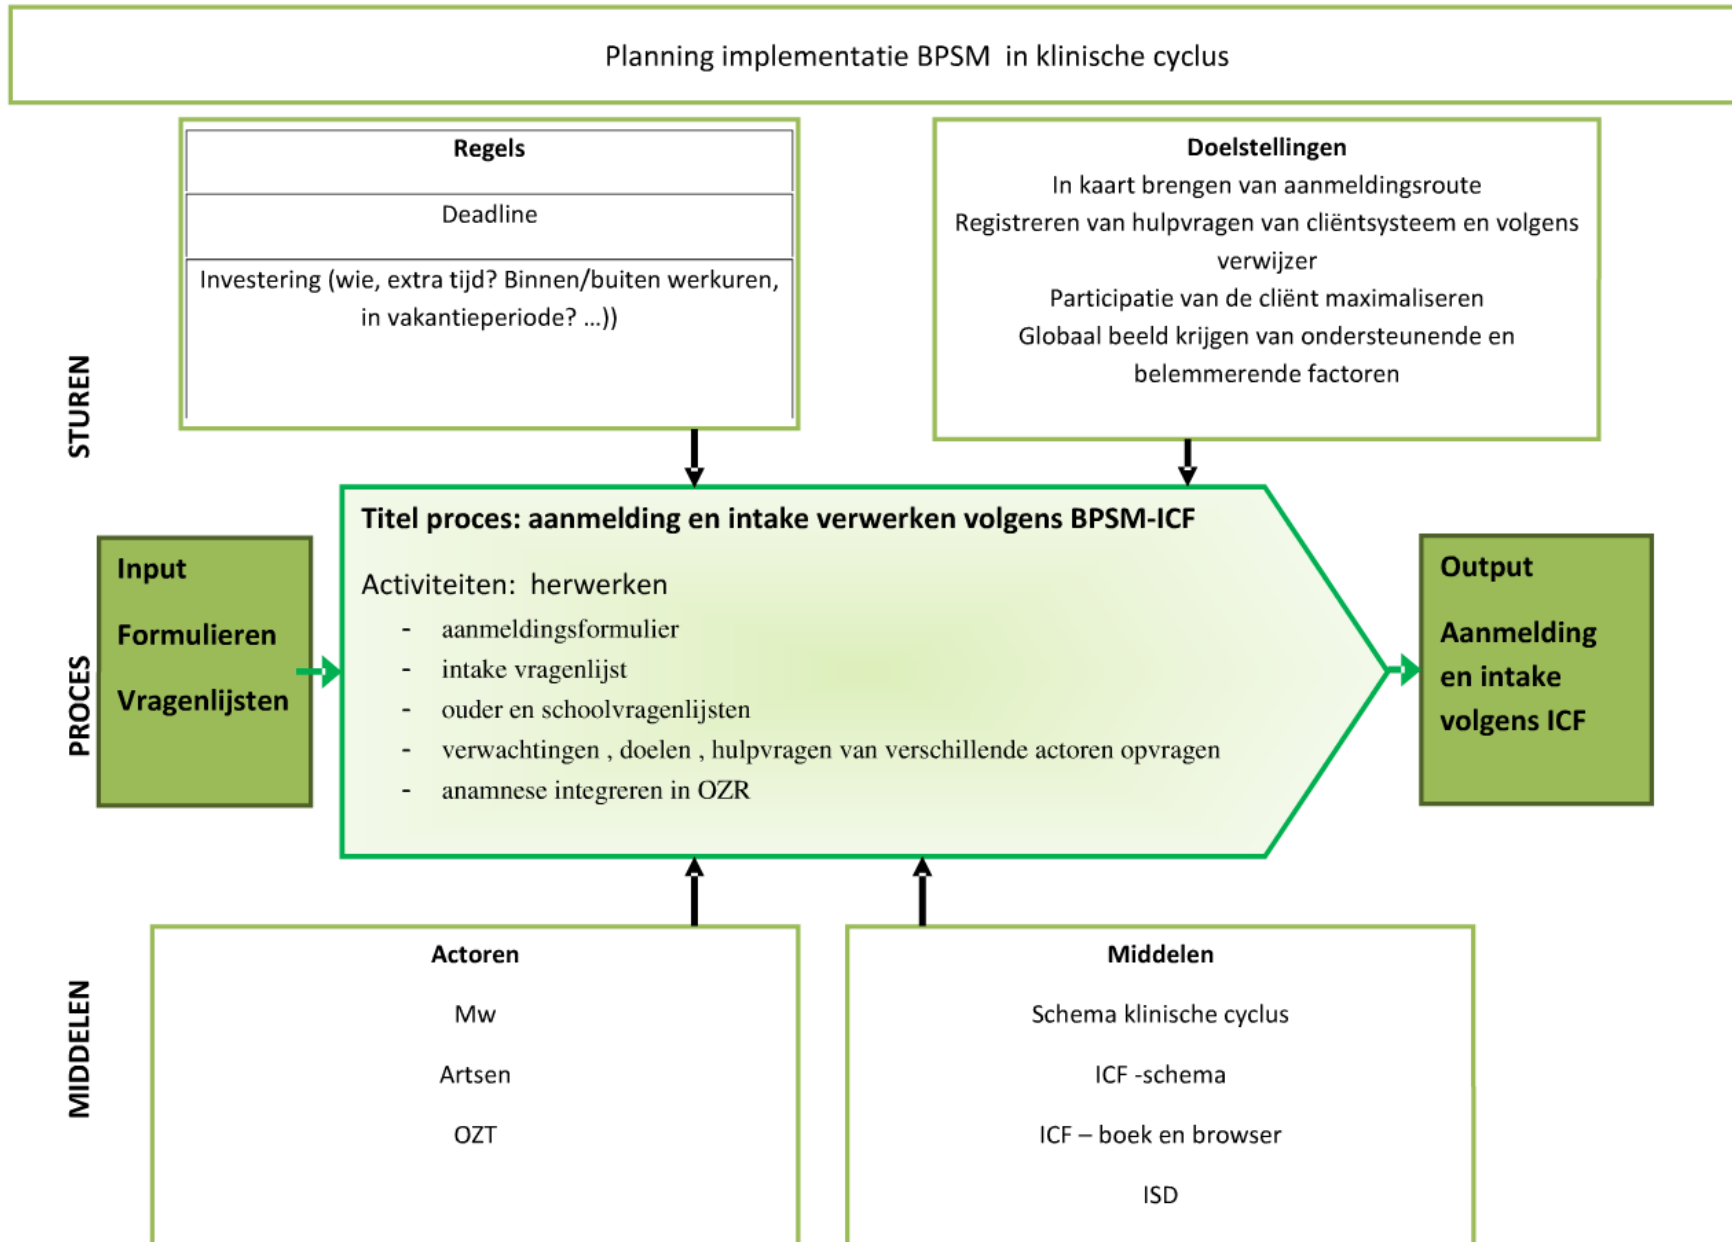 Planning implementatie BPSM  in klinische cyclus
Regels
Deadline
Investering (wie, extra tijd? Binnen/buiten werkuren,
in vakantieperiode? ...))
Doelstellingen
In kaart brengen van aanmeldingsroute
Registreren van hulpvragen van cliëntsysteem en volgens
verwijzer
Participatie van de cliënt maximaliseren
Globaal beeld krijgen van ondersteunende en
belemmerende factoren
STUREN
Titel proces: aanmelding en intake verwerken volgens BPSM-ICF
Activiteiten:  herwerken
- aanmeldingsformulier
- intake vragenlijst
- ouder en schoolvragenlijsten
- verwachtingen , doelen , hulpvragen van verschillende actoren opvragen
- anamnese integreren in OZR
Input
Formulieren
Vragenlijsten
PROCES
Output
Aanmelding
en intake
volgens ICF
MIDDELEN
Actoren
Mw
Artsen
OZT
Middelen
Schema klinische cyclus
ICF -schema
ICF – boek en browser
ISD